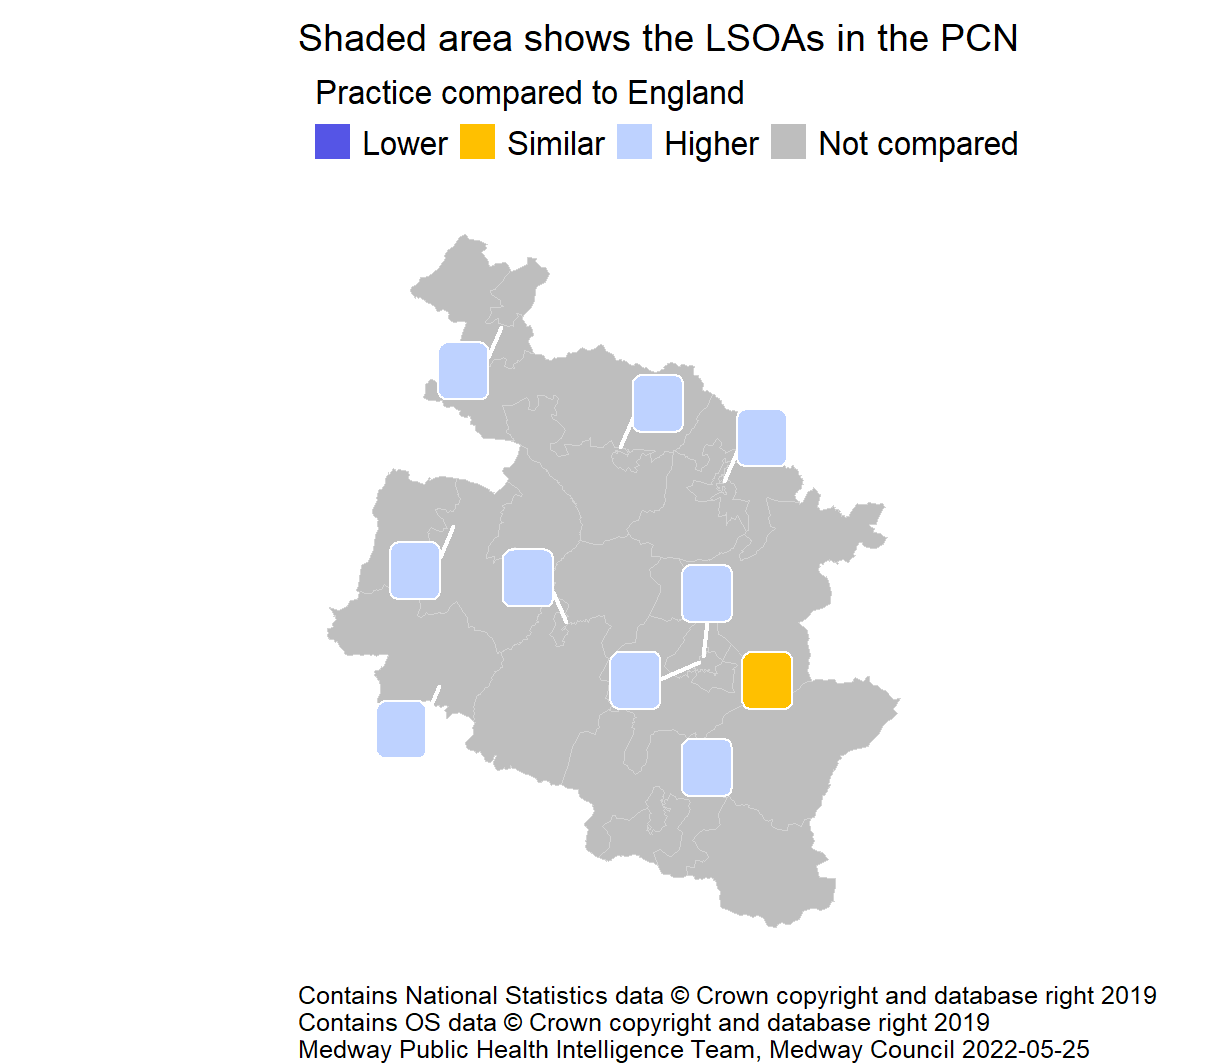 Shaded area shows the LSOAs in the PCN
Practice compared to England
Lower Similar Higher Not compared
Contains National Statistics data © Crown copyright and database right 2019
Contains OS data © Crown copyright and database right 2019
Medway Public Health Intelligence Team, Medway Council 2022-05-25